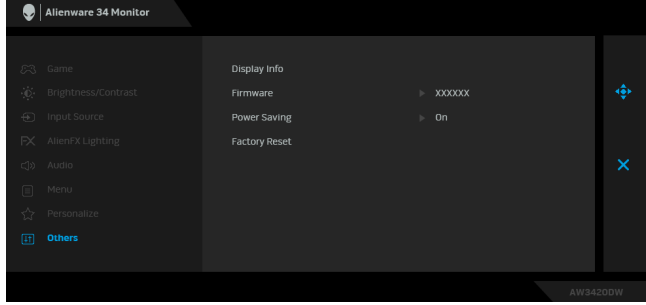 Alienware 34 Monitor
Game
Brightness/Contrast
Input Source
AlienFX Lighting
Audio
Menu
Personalize
Others
Display Info
Firmware XXXXXX
Power Saving On
Factory Reset
AW3420DW